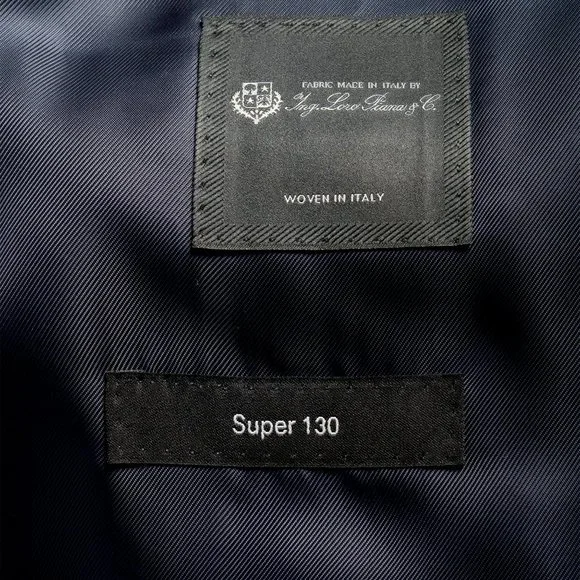 FABRIC MADE IN ITALY BY
Ing. Loro Piana & C.
WOVEN IN ITALY
Super 130